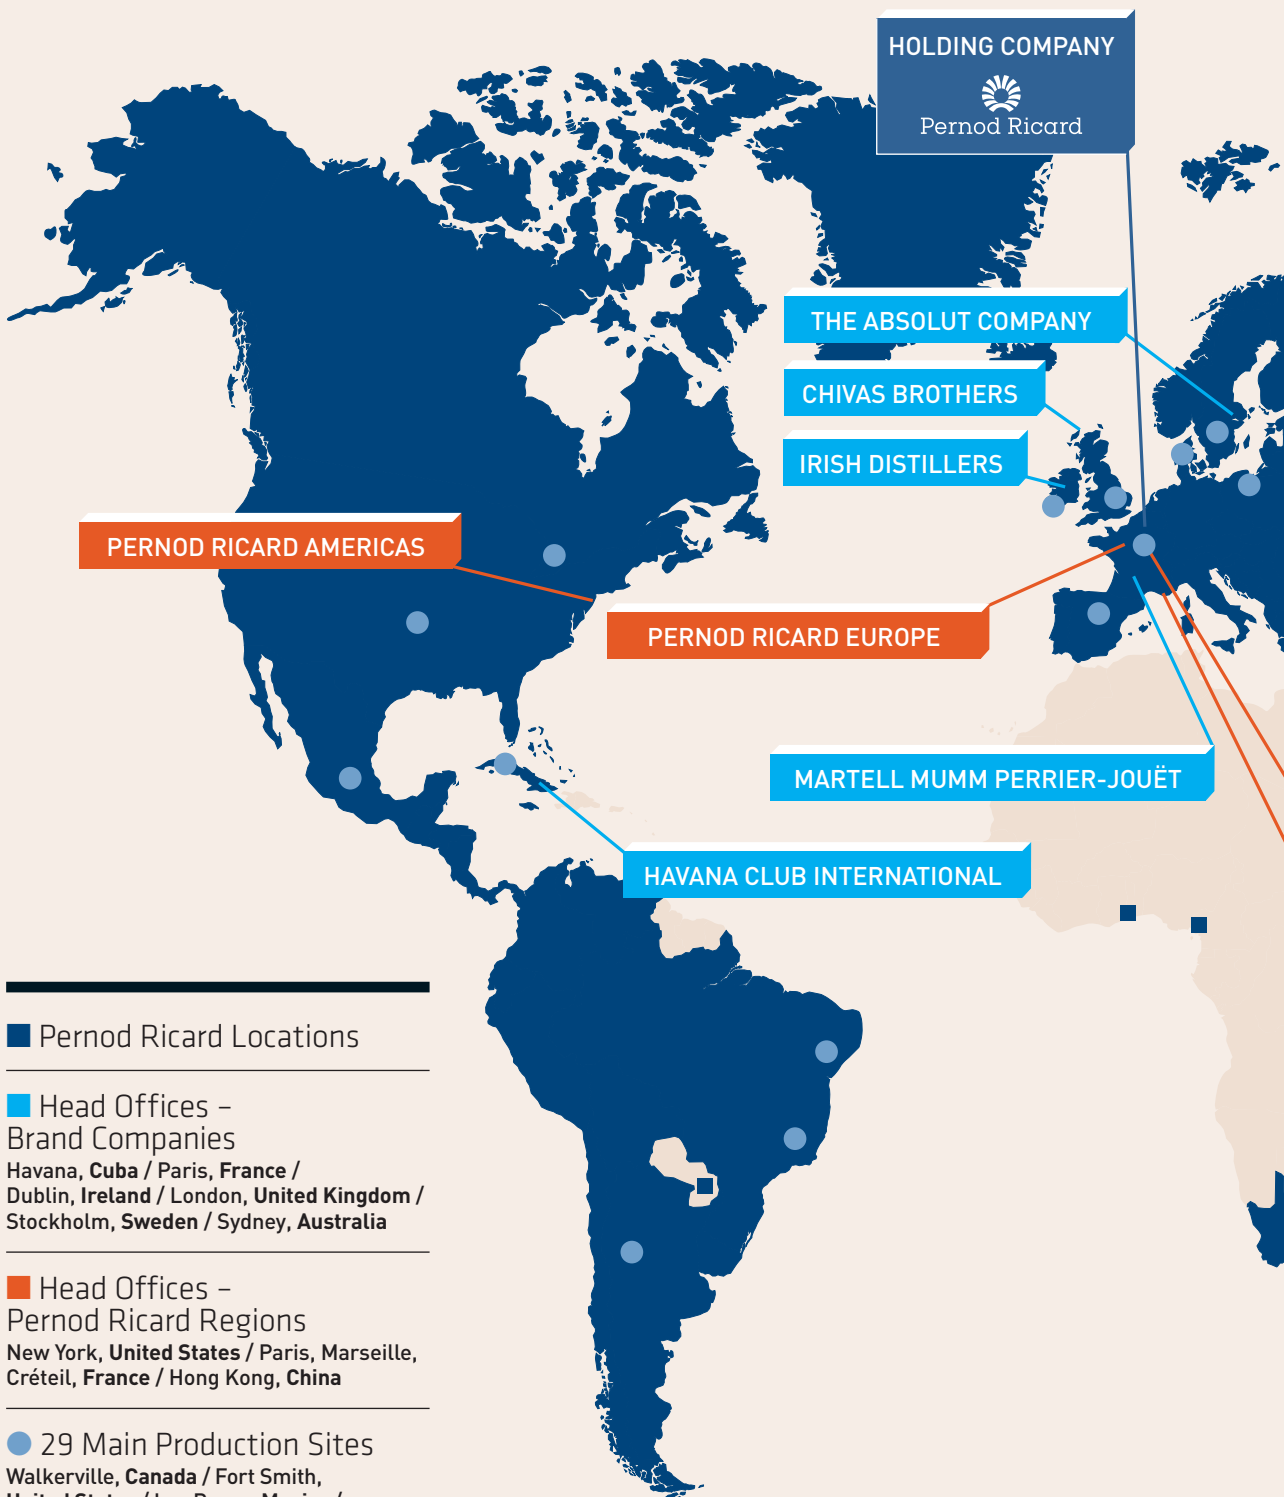 HOLDING COMPANY
Pernod Ricard
THE ABSOLUT COMPANY
CHIVAS BROTHERS
IRISH DISTILLERS
PERNOD RICARD AMERICAS
PERNOD RICARD EUROPE
MARTELL MUMM PERRIER-JOUËT
HAVANA CLUB INTERNATIONAL
Pernod Ricard Locations
Head Offices –
Brand Companies
Havana, Cuba / Paris, France /
Dublin, Ireland / London, United Kingdom /
Stockholm, Sweden / Sydney, Australia
Head Offices –
Pernod Ricard Regions
New York, United States / Paris, Marseille,
Créteil, France / Hong Kong, China
29 Main Production Sites
Walkerville, Canada / Fort Smith,